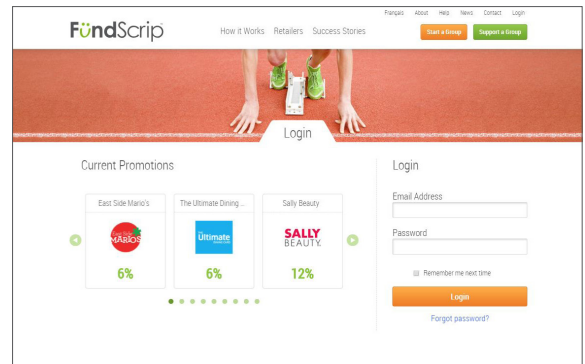 Français About Help News Contact Login
FündScrip
How it Works Retailers Success Stories
Start a Group Support a Group
Login
Current Promotions
East Side Mario's The Ultimate Dining ... Sally Beauty
East Side MARIO'S Ultimate SALLY BEAUTY.
6% 6% 12%
Login
Email Address
Password
Remember me next time
Login
Forgot password?